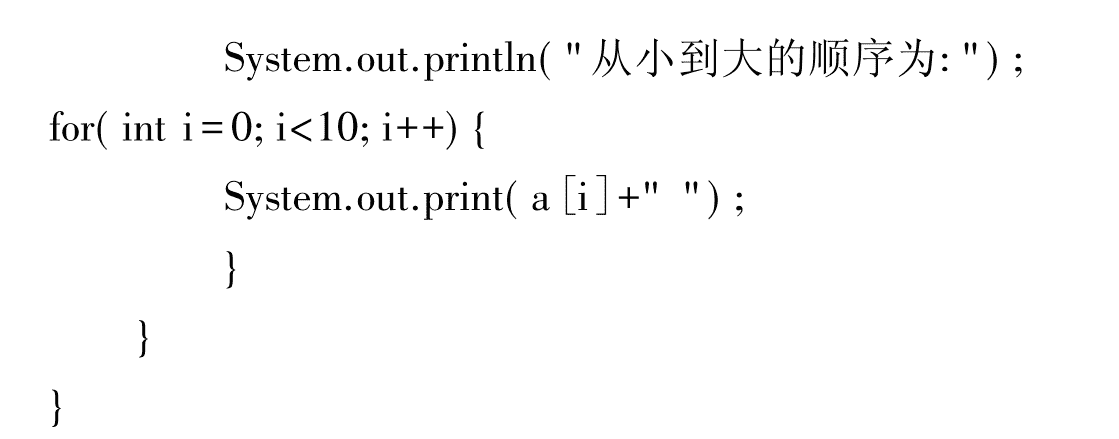 System.out.println("从小到大的顺序为:");
for( int i=0; i<10; i++) {
System.out.print( a[i]+" ");
}
}
}